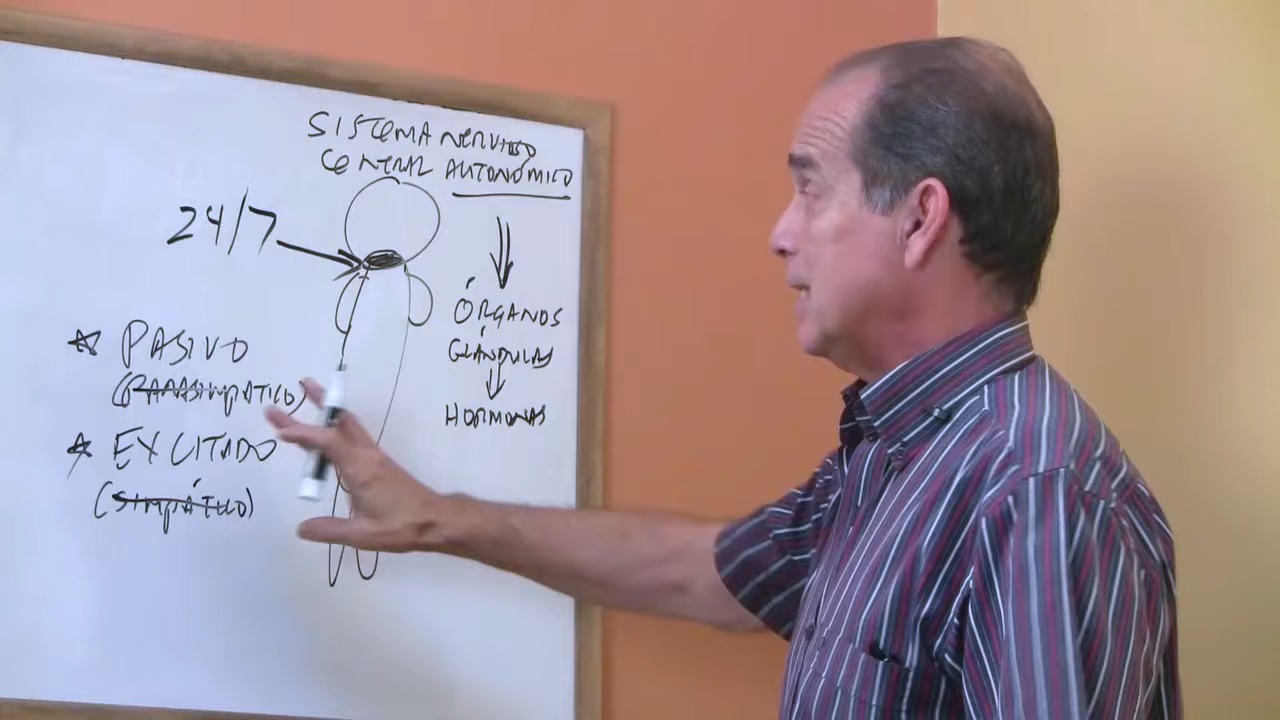 SISTEMA NERVIOSO
CENTRAL AUTONÓMICO
24/7
ÓRGANOS
GLÁNDULAS
HORMONAS
PASIVO
(PARASIMPÁTICO)
EXCITADO
(SIMPÁTICO)